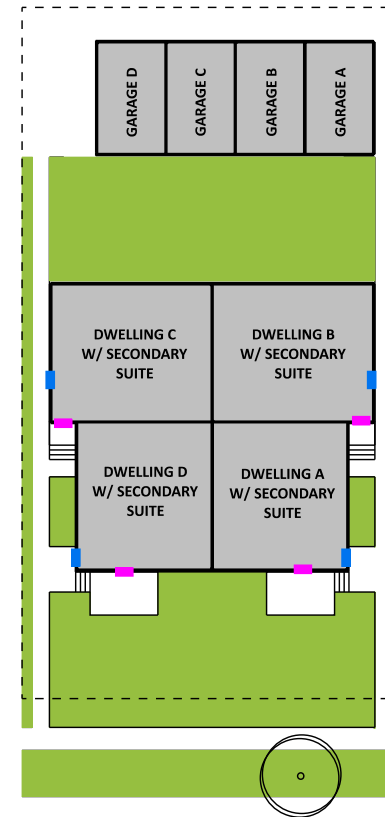 GARAGE D
GARAGE C
GARAGE B
GARAGE A
DWELLING C
W/ SECONDARY
SUITE
DWELLING B
W/ SECONDARY
SUITE
DWELLING D
W/ SECONDARY
SUITE
DWELLING A
W/ SECONDARY
SUITE